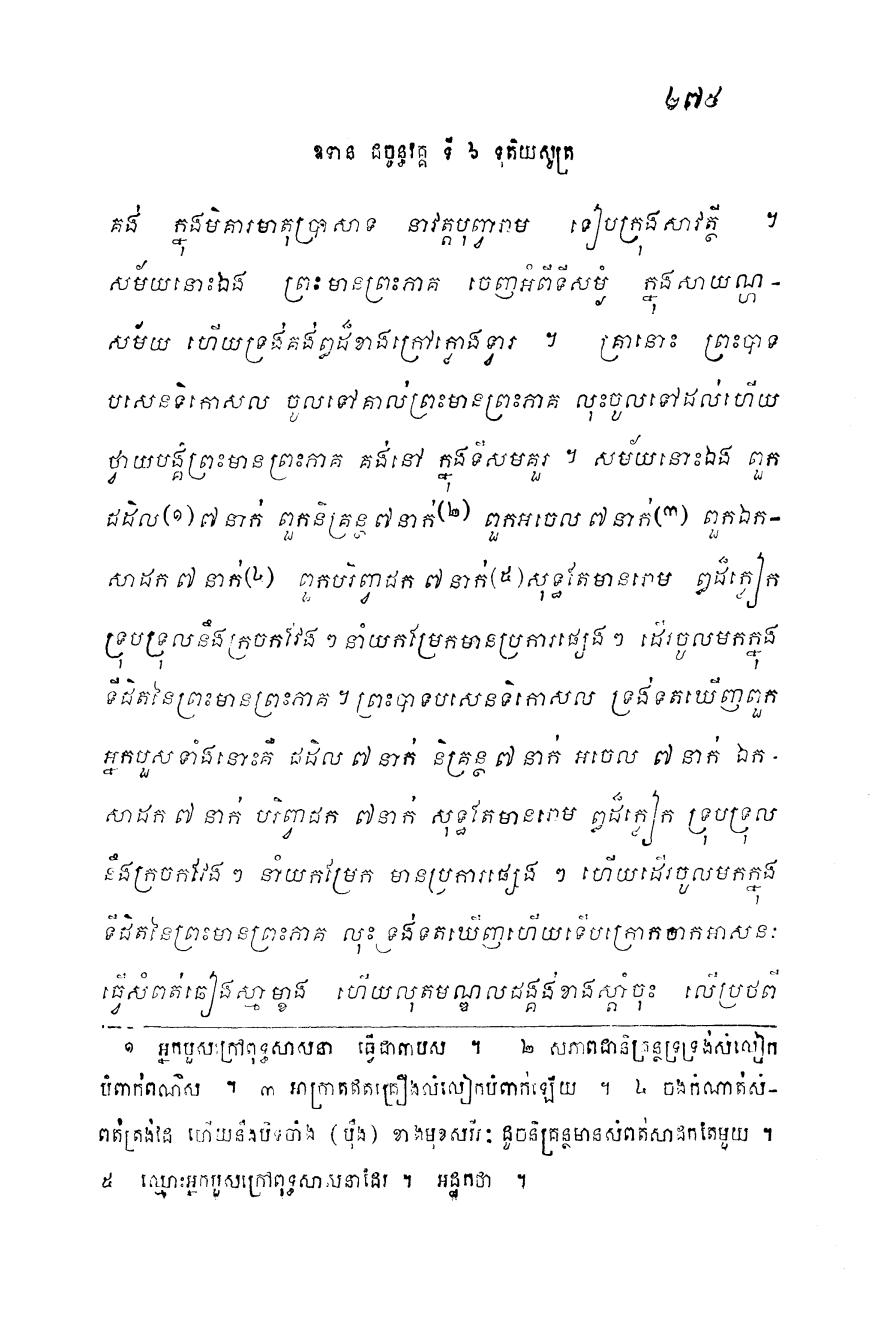 ២៧៥
ឧទាន ជច្ចន្ធវគ្គ ទី ៦ ទុតិយសូត្រ
គង់ ក្នុងមិគារមាតុប្រាសាទ នាវត្តបុព្វារាម ទៀបក្រុងសាវត្ថី ។
សម័យនោះឯង ព្រះមានព្រះភាគ ចេញអំពីទីសម្ងំ ក្នុងសាយណ្ហ-
សម័យ ហើយទ្រង់គង់ឰដ៏ខាងក្រៅក្លោងទ្វារ ។ គ្រានោះ ព្រះបាទ
បសេនទិកោសល ចូលទៅគាល់ព្រះមានព្រះភាគ លុះចូលទៅដល់ហើយ
ថ្វាយបង្គំព្រះមានព្រះភាគ គង់នៅ ក្នុងទីសមគួរ ។ សម័យនោះឯង ពួក
ជដិល(១)៧ នាក់ ពួកនិគ្រន្ថ ៧ នាក់(២) ពួកអចេល ៧ នាក់(៣) ពួកឯក-
សាដក ៧ នាក់(៤) ពួកបរិព្វាជក ៧ នាក់(៥)សុទ្ធតែមានរោម ឰដ៏ក្លៀក
ទ្រុបទ្រុលនឹងក្រចកវែង ៗ នាំយកម្រែកមានប្រការផ្សេង ៗ ដើរចូលមកក្នុង
ទីជិតនៃព្រះមានព្រះភាគ ។ ព្រះបាទបសេនទិកោសល ទ្រង់ទតឃើញពួក
អ្នកបួសទាំងនោះគឺ ជដិល ៧ នាក់ និគ្រន្ថ ៧ នាក់ អចេល ៧ នាក់ ឯក-
សាដក ៧ នាក់ បរិព្វាជក ៧ នាក់ សុទ្ធតែមានរោម ឰដ៏ក្លៀក ទ្រុបទ្រុល
នឹងក្រចកវែង ៗ នាំយកម្រែក មានប្រការផ្សេង ៗ ហើយដើរចូលមកក្នុង
ទីជិតនៃព្រះមានព្រះភាគ លុះទ្រង់ទតឃើញហើយទើបក្រោកចាកអាសនៈ
ធ្វើសំពត់ឆៀងស្មាម្ខាង ហើយលុតមណ្ឌលជង្គង់ខាងស្តាំចុះ លើប្រថពី
១ អ្នកបួសក្រៅពុទ្ធសាសនា ធ្វើជាតាបស ។ ២ សភាពជានិគ្រន្ថទ្រទ្រង់សំលៀក
បំពាក់ពណ៌ស ។ ៣ អាក្រាតឥតគ្រឿងសំលៀកបំពាក់ឡើយ ។ ៤ ចងកំណាត់សំ-
ពត់ត្រង់ដៃ ហើយនឹងបិទបាំង (ប៉ឹង) ខាងមុខសរីរៈ ដូចនិគ្រន្ថមានសំពត់សាដកតែមួយ ។
៥ ឈ្មោះអ្នកបួសក្រៅពុទ្ធសាសនាដែរ ។ អដ្ឋកថា ។